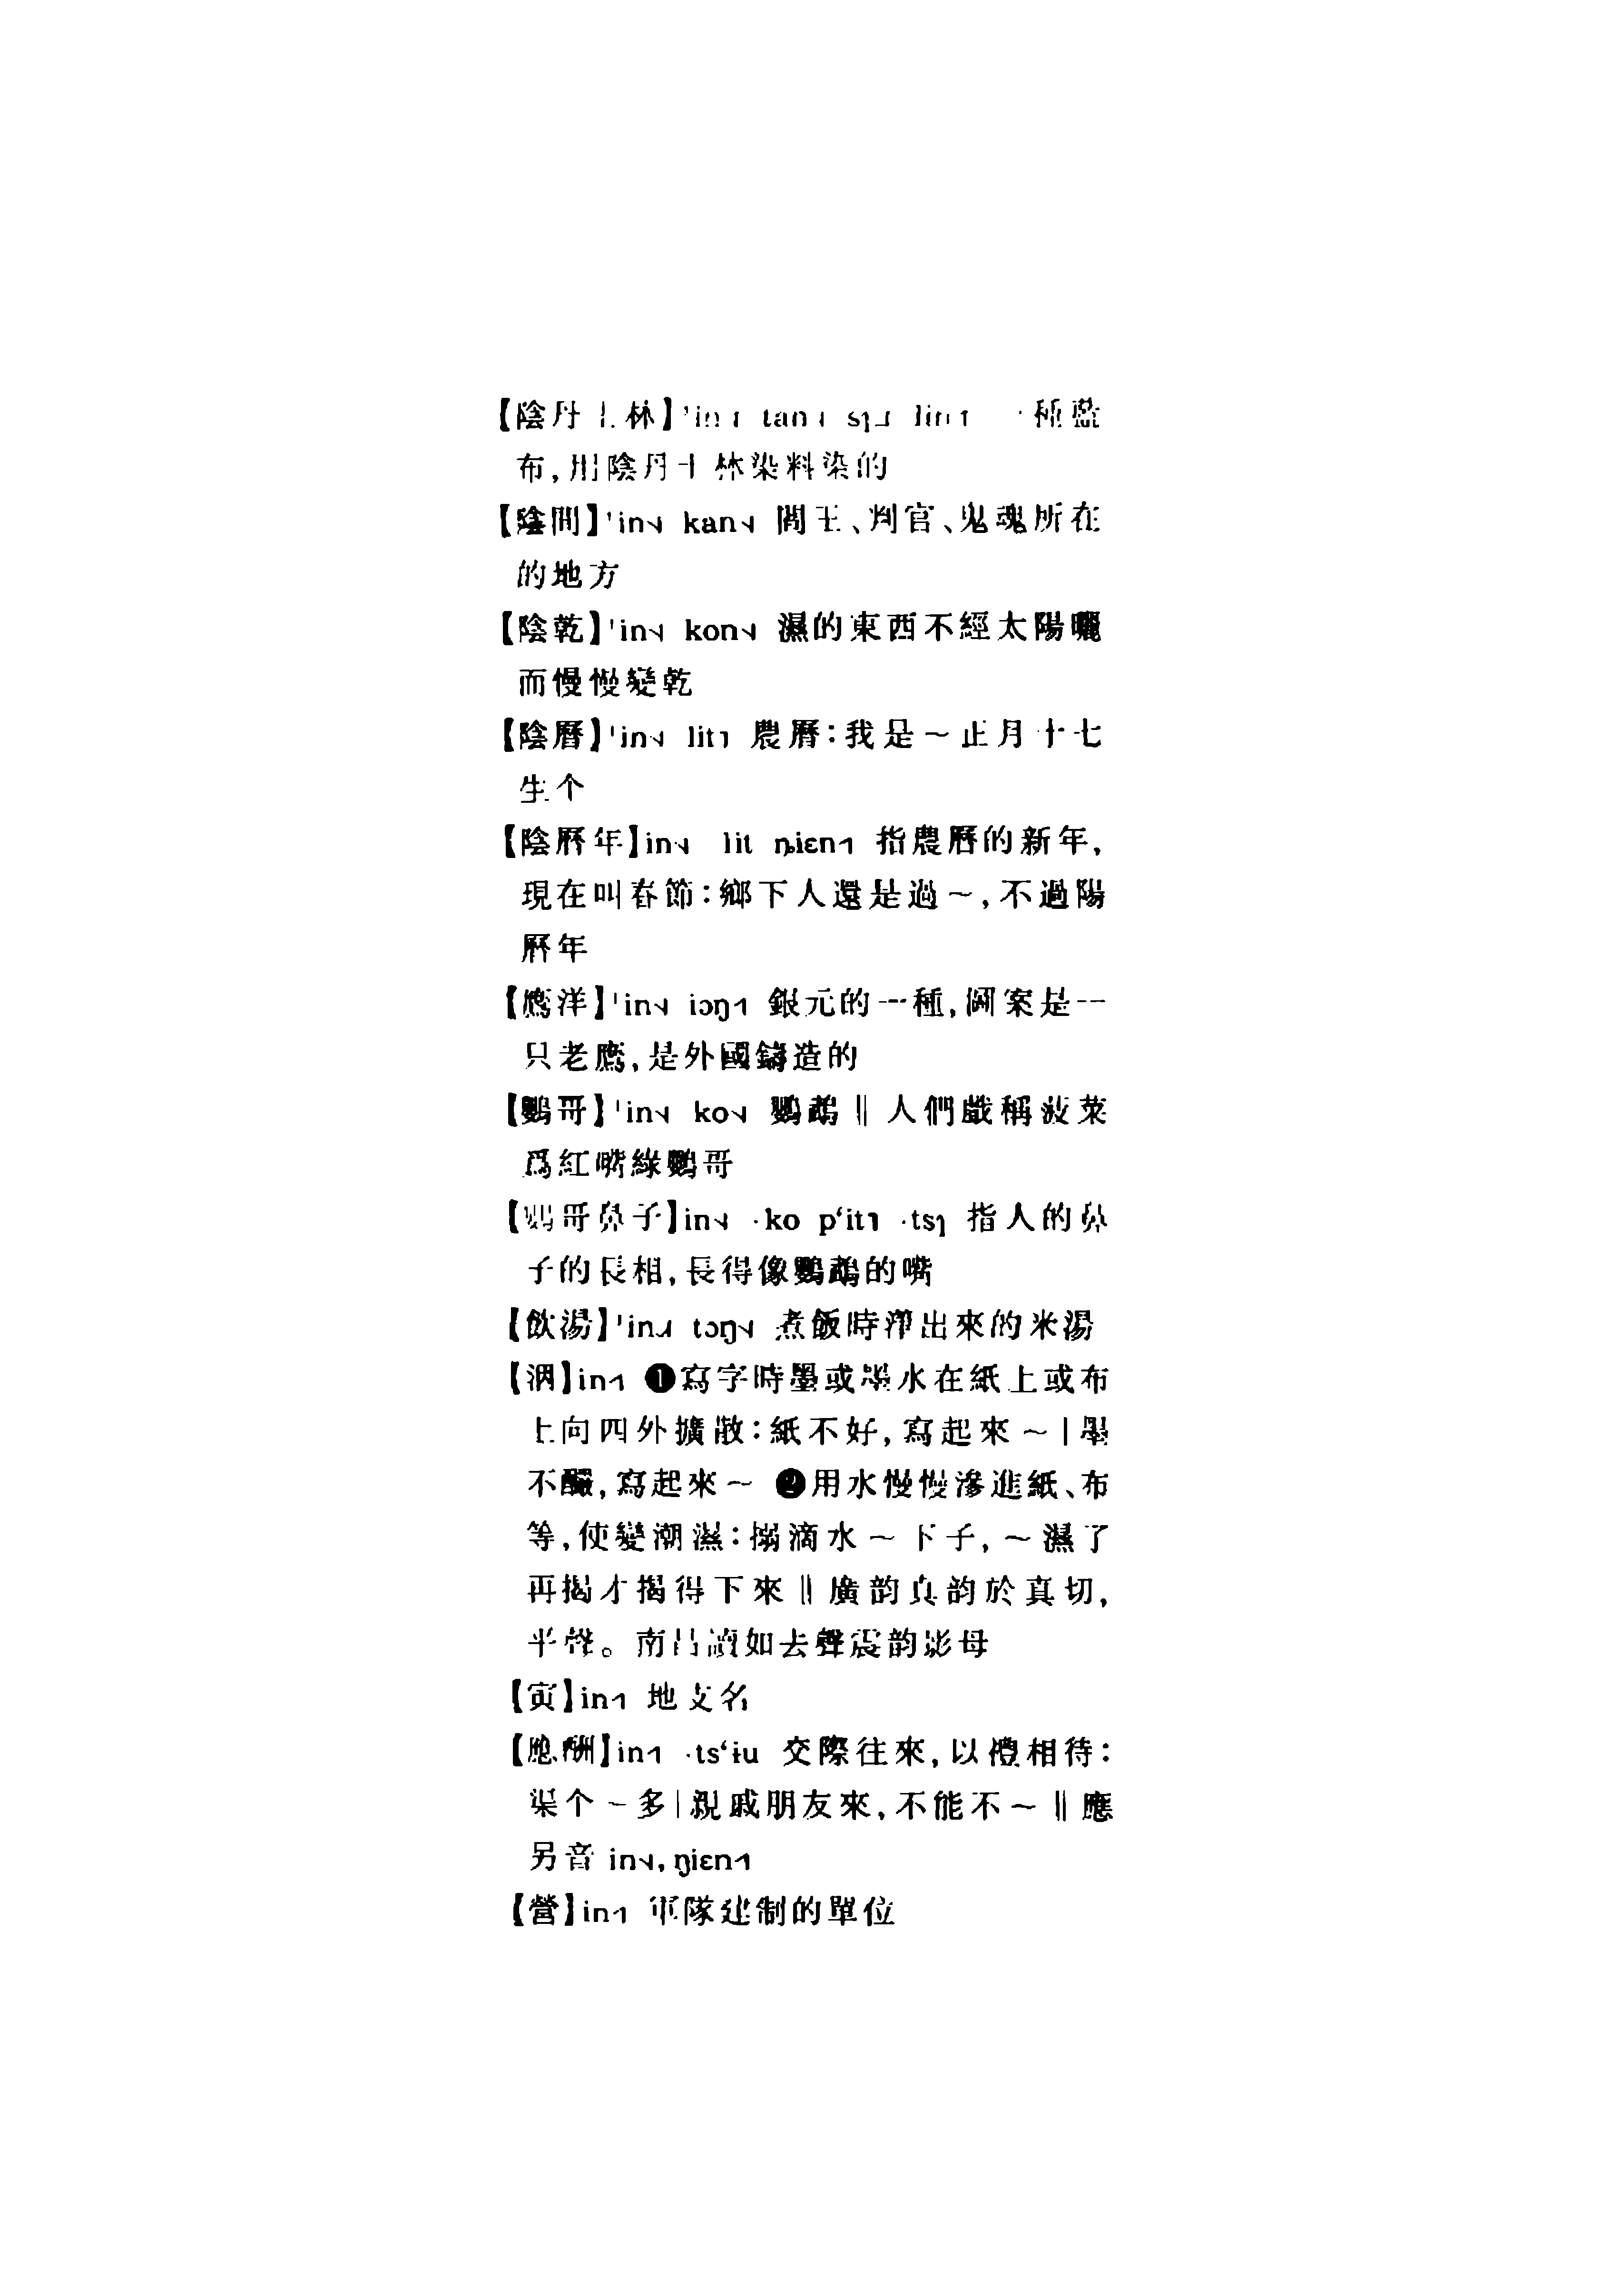 【陰丹士林】'in˧ tan˧ sɿ˩ lin˥ 一種藍
布,用陰丹士林染料染的
【陰間】'in˧ kan˧ 閻王、判官、鬼魂所在
的地方
【陰乾】'in˧ kon˧ 濕的東西不經太陽曬
而慢慢變乾
【陰曆】'in˧ lit˥ 農曆:我是～正月十七
生个
【陰曆年】in˧ lit ȵiɛn˥ 指農曆的新年,
現在叫春節:鄉下人還是過～,不過陽
曆年
【鷹洋】'in˧ iɔŋ˥ 銀元的一種,圖案是一
只老鷹,是外國鑄造的
【鸚哥】'in˧ ko˧ 鸚鵡‖人們戲稱菠菜
爲紅嘴綠鸚哥
【鸚哥鼻子】in˧ ·ko p‘it˥ ·tsɿ 指人的鼻
子的長相,長得像鸚鵡的嘴
【飲湯】'in˩ tɔŋ˧ 煮飯時潷出來的米湯
【洇】in˥ ❶寫字時墨或墨水在紙上或布
上向四外擴散:紙不好,寫起來～|墨
不釅,寫起來～ ❷用水慢慢滲進紙、布
等,使變潮濕:搦滴水～下子,～濕了
再揭才揭得下來‖廣韵真韵於真切,
平聲。南昌讀如去聲震韵影母
【寅】in˥ 地支名
【應酬】in˥ ·ts‘ɨu 交際往來,以禮相待:
渠个～多|親戚朋友來,不能不～‖應
另音 in˧,ŋiɛn˥
【營】in˥ 軍隊建制的單位